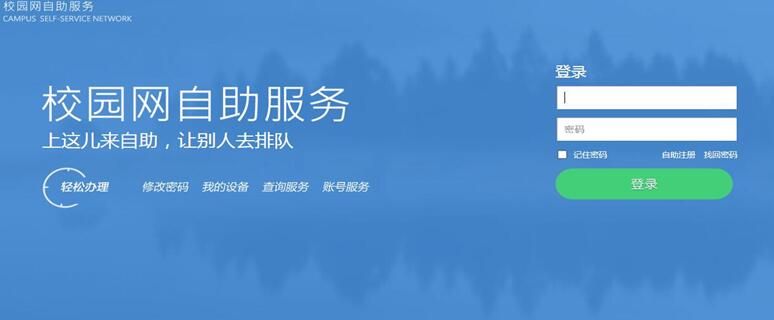 校园网自助服务
CAMPUS SELF-SERVICE NETWORK
校园网自助服务
上这儿来自助，让别人去排队
轻松办理 修改密码 我的设备 查询服务 账号服务
登录
密码
记住密码 自助注册 找回密码
登录